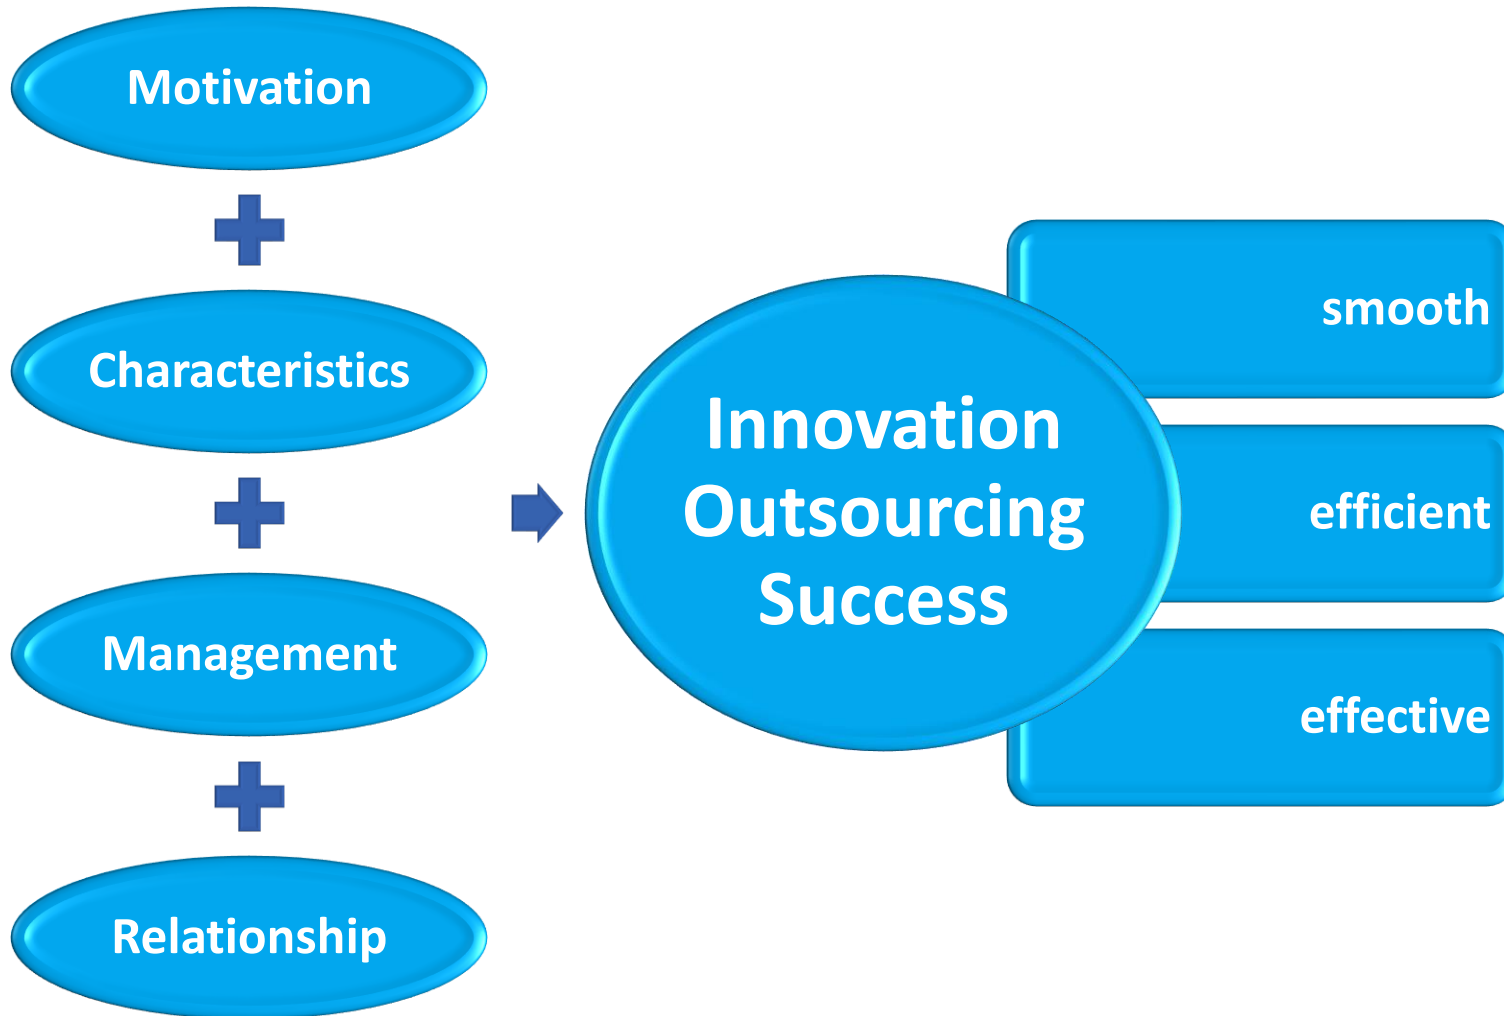 Motivation
Characteristics
Management
Relationship
Innovation
Outsourcing
Success
smooth
efficient
effective